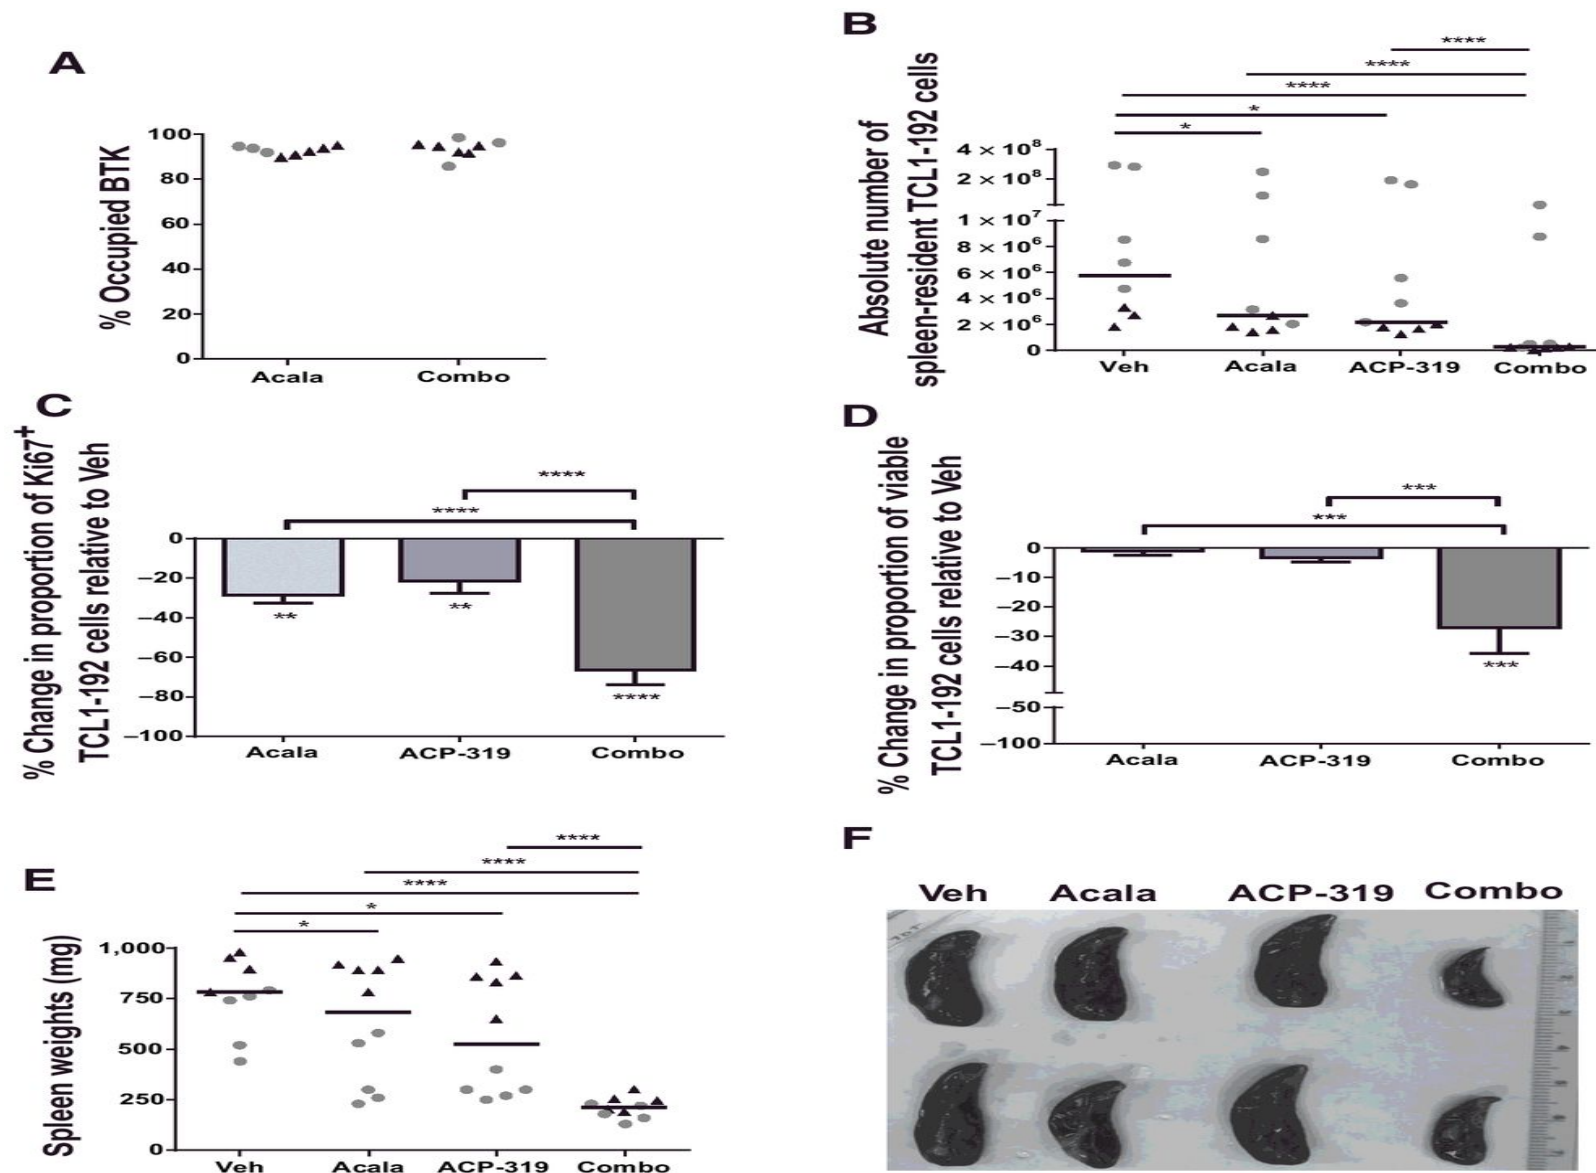 A
% Occupied BTK
100
80
60
40
20
0
Acala Combo
B
Absolute number of
spleen-resident TCL1-192 cells
****
****
****
*
*
4 × 10⁸
2 × 10⁸
1 × 10⁷
8 × 10⁶
6 × 10⁶
4 × 10⁶
2 × 10⁶
0
Veh Acala ACP-319 Combo
C
% Change in proportion of Ki67⁺
TCL1-192 cells relative to Veh
****
****
0
–20
–40
–60
–80
–100
**
**
****
Acala ACP-319 Combo
D
% Change in proportion of viable
TCL1-192 cells relative to Veh
***
***
0
–10
–20
–30
–40
–50
–100
***
Acala ACP-319 Combo
E
Spleen weights (mg)
****
****
****
*
*
1,000
750
500
250
0
Veh Acala ACP-319 Combo
F
Veh Acala ACP-319 Combo